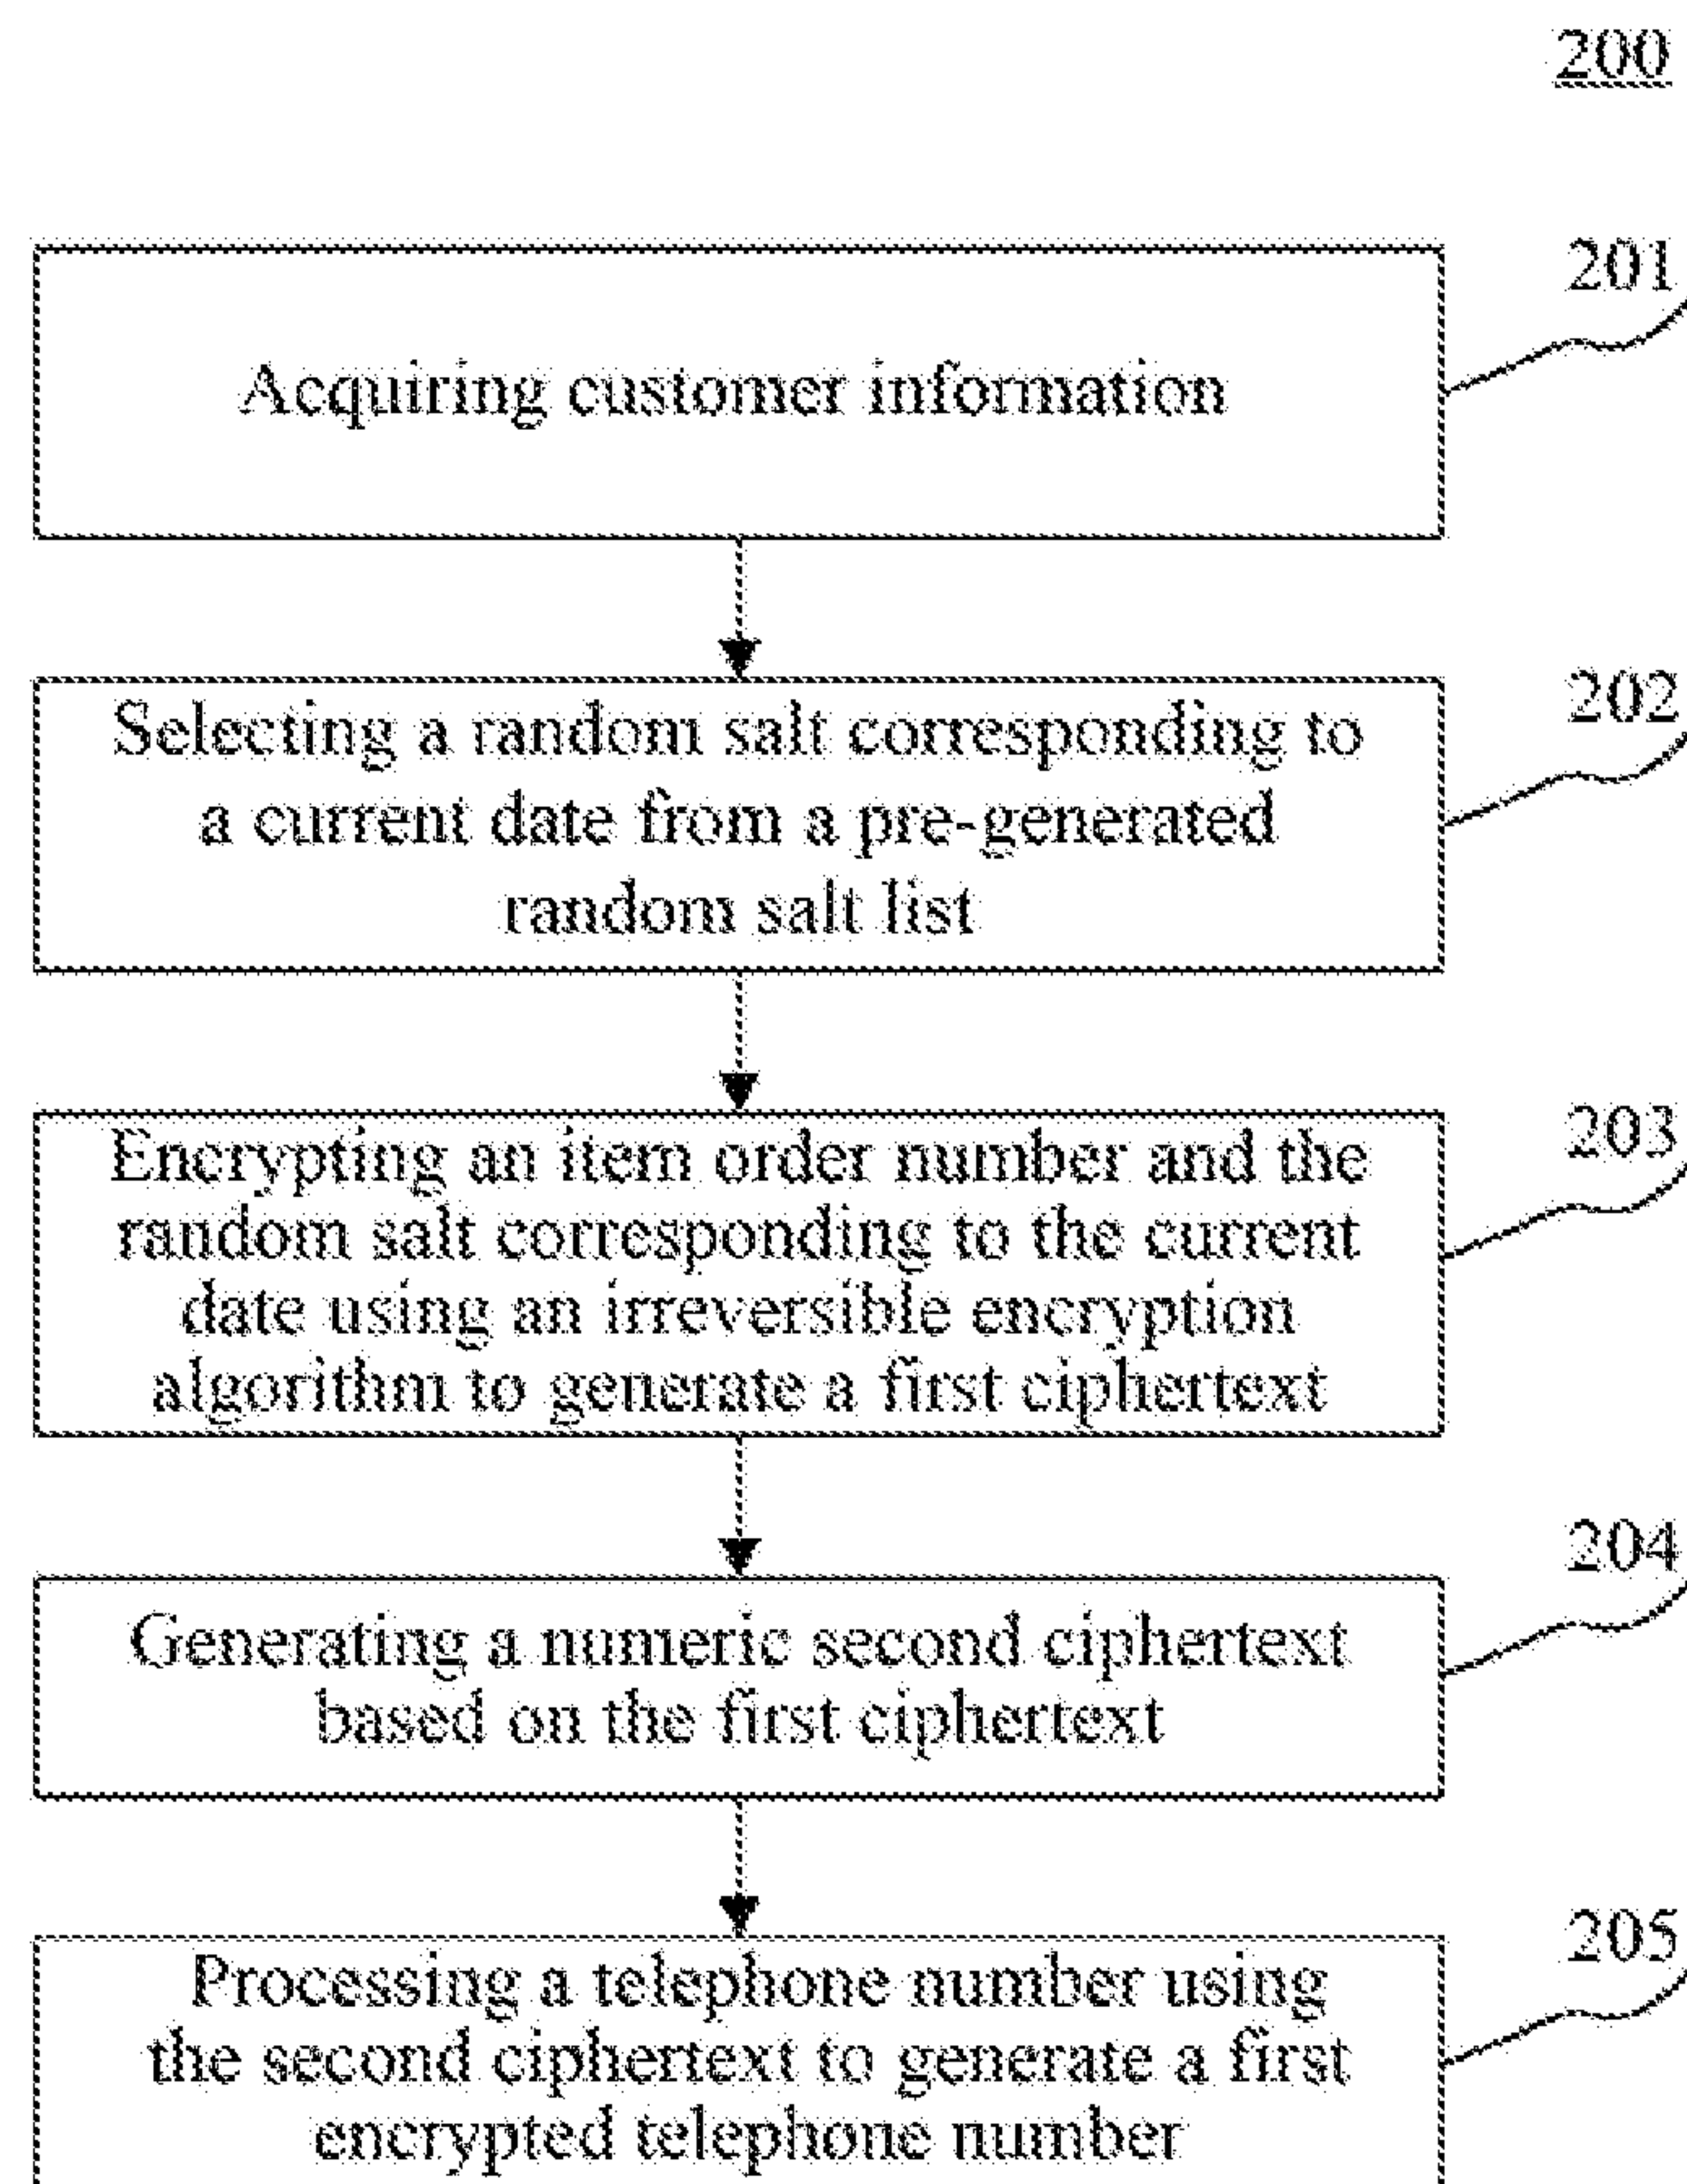 200
201
Acquiring customer information
202
Selecting a random salt corresponding to
a current date from a pre-generated
random salt list
203
Encrypting an item order number and the
random salt corresponding to the current
date using an irreversible encryption
algorithm to generate a first ciphertext
204
Generating a numeric second ciphertext
based on the first ciphertext
205
Processing a telephone number using
the second ciphertext to generate a first
encrypted telephone number